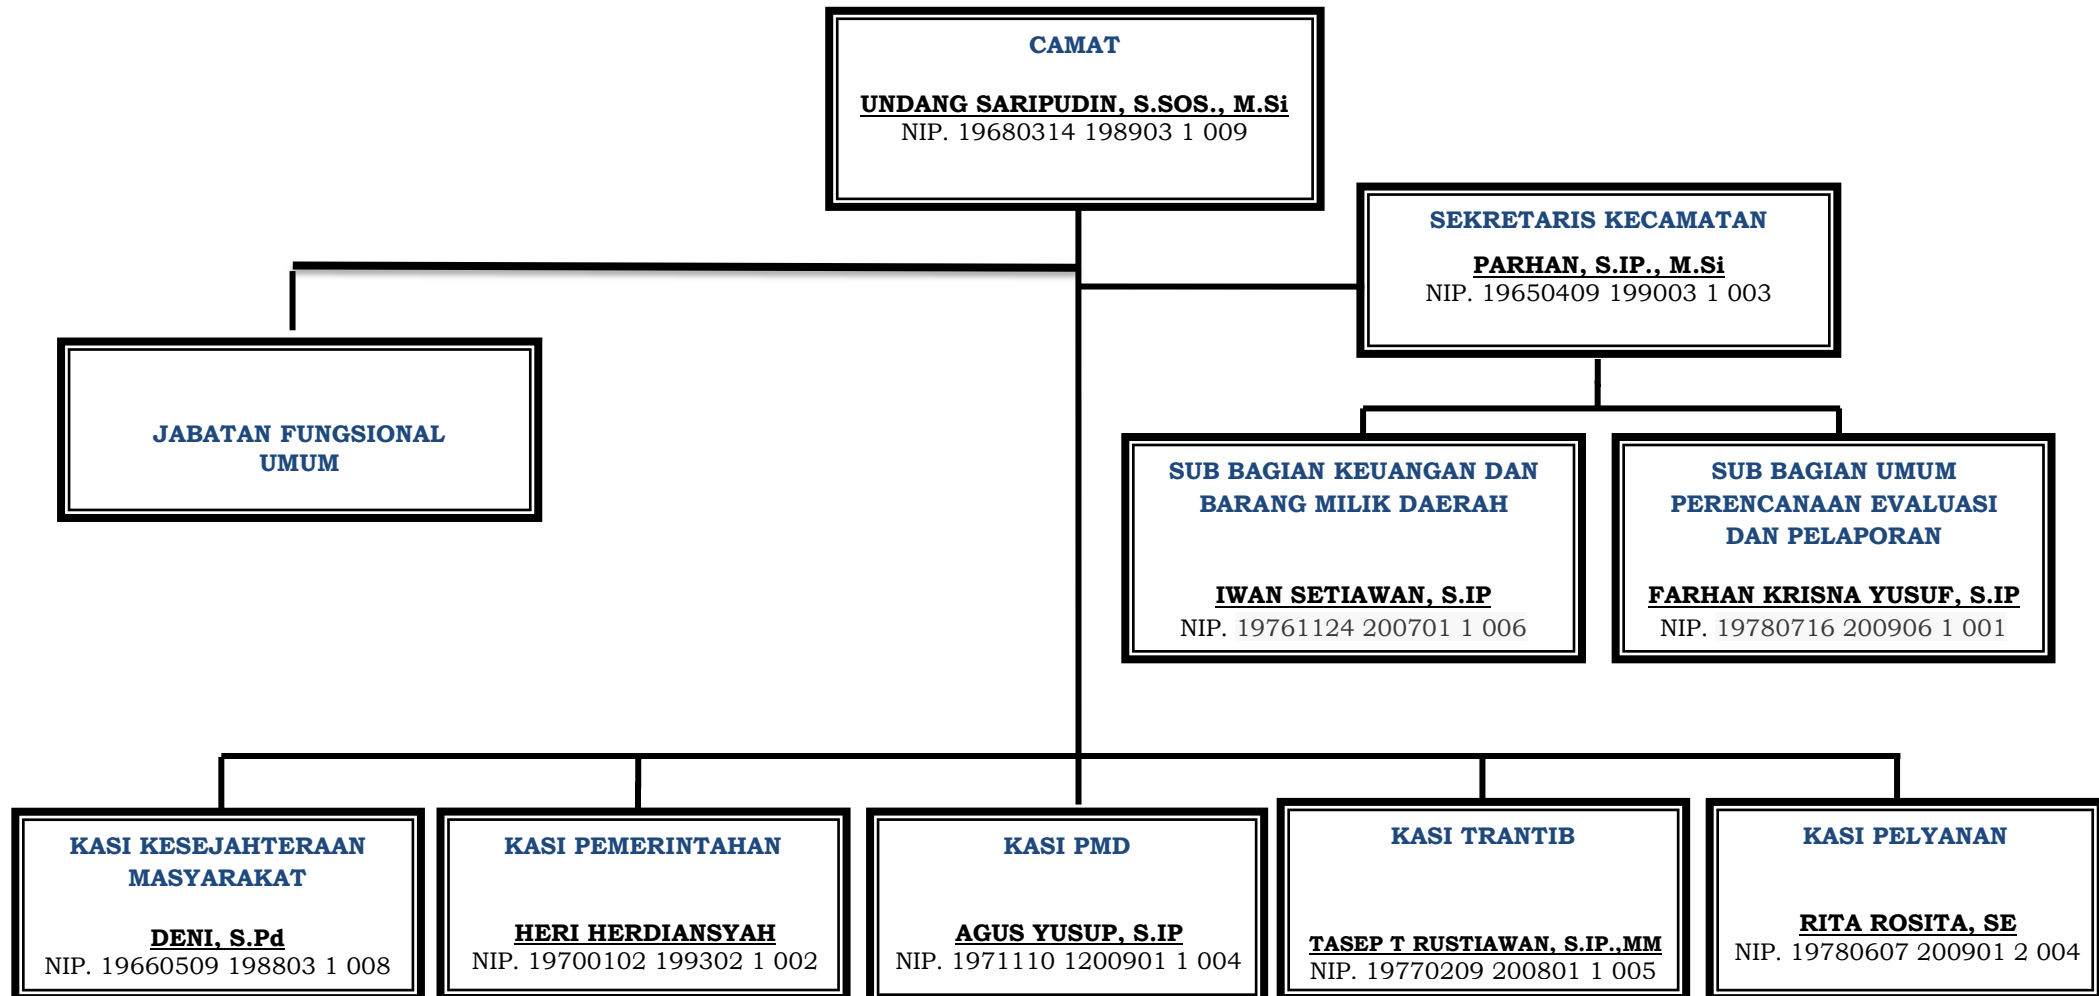 CAMAT
UNDANG SARIPUDIN, S.SOS., M.Si
NIP. 19680314 198903 1 009
SEKRETARIS KECAMATAN
PARHAN, S.IP., M.Si
NIP. 19650409 199003 1 003
JABATAN FUNGSIONAL
UMUM
SUB BAGIAN KEUANGAN DAN
BARANG MILIK DAERAH
IWAN SETIAWAN, S.IP
NIP. 19761124 200701 1 006
SUB BAGIAN UMUM
PERENCANAAN EVALUASI
DAN PELAPORAN
FARHAN KRISNA YUSUF, S.IP
NIP. 19780716 200906 1 001
KASI KESEJAHTERAAN
MASYARAKAT
DENI, S.Pd
NIP. 19660509 198803 1 008
KASI PEMERINTAHAN
HERI HERDIANSYAH
NIP. 19700102 199302 1 002
KASI PMD
AGUS YUSUP, S.IP
NIP. 1971110 1200901 1 004
KASI TRANTIB
TASEP T RUSTIAWAN, S.IP.,MM
NIP. 19770209 200801 1 005
KASI PELYANAN
RITA ROSITA, SE
NIP. 19780607 200901 2 004